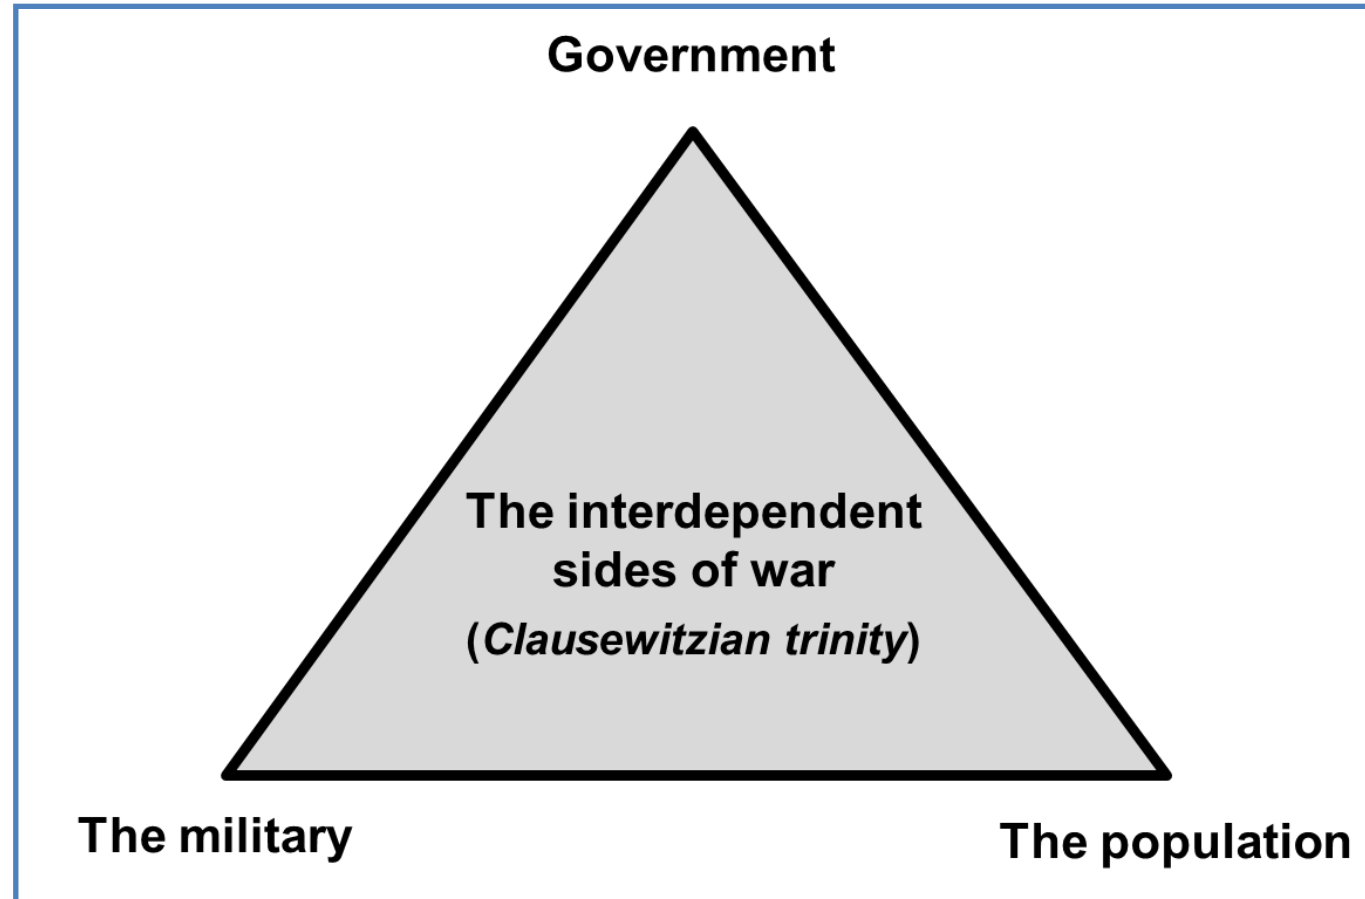 Government
The interdependent
sides of war
(Clausewitzian trinity)
The military
The population